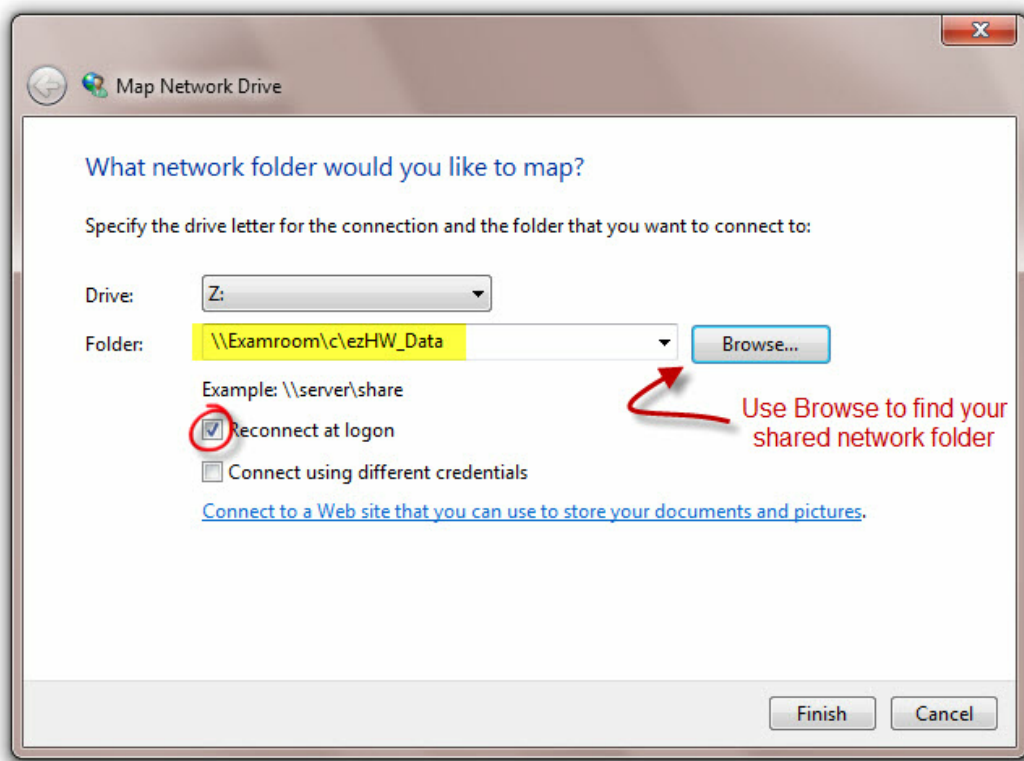 Map Network Drive
What network folder would you like to map?
Specify the drive letter for the connection and the folder that you want to connect to:
Drive: Z:
Folder: \\Examroom\c\ezHW_Data Browse...
Example: \\server\share
Reconnect at logon
Use Browse to find your
shared network folder
Connect using different credentials
Connect to a Web site that you can use to store your documents and pictures.
Finish Cancel